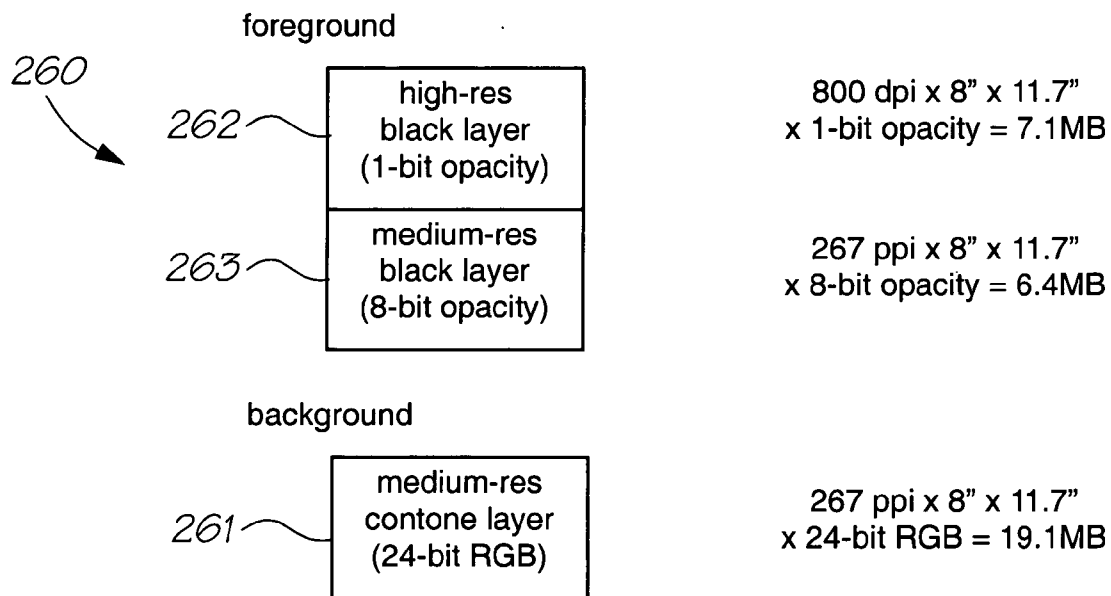 foreground
260
262
high-res
black layer
(1-bit opacity)
800 dpi x 8" x 11.7"
x 1-bit opacity = 7.1MB
263
medium-res
black layer
(8-bit opacity)
267 ppi x 8" x 11.7"
x 8-bit opacity = 6.4MB
background
261
medium-res
contone layer
(24-bit RGB)
267 ppi x 8" x 11.7"
x 24-bit RGB = 19.1MB